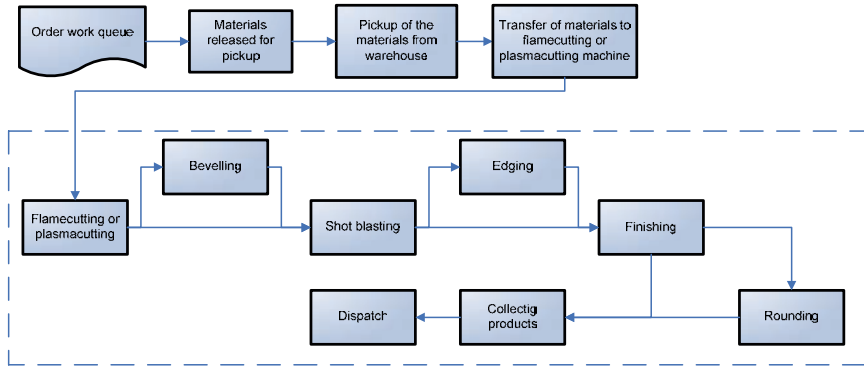 Order work queue
Materials
released for
pickup
Pickup of the
materials from
warehouse
Transfer of materials to
flamecutting or
plasmacutting machine
Bevelling
Edging
Flamecutting or
plasmacutting
Shot blasting
Finishing
Dispatch
Collectig
products
Rounding